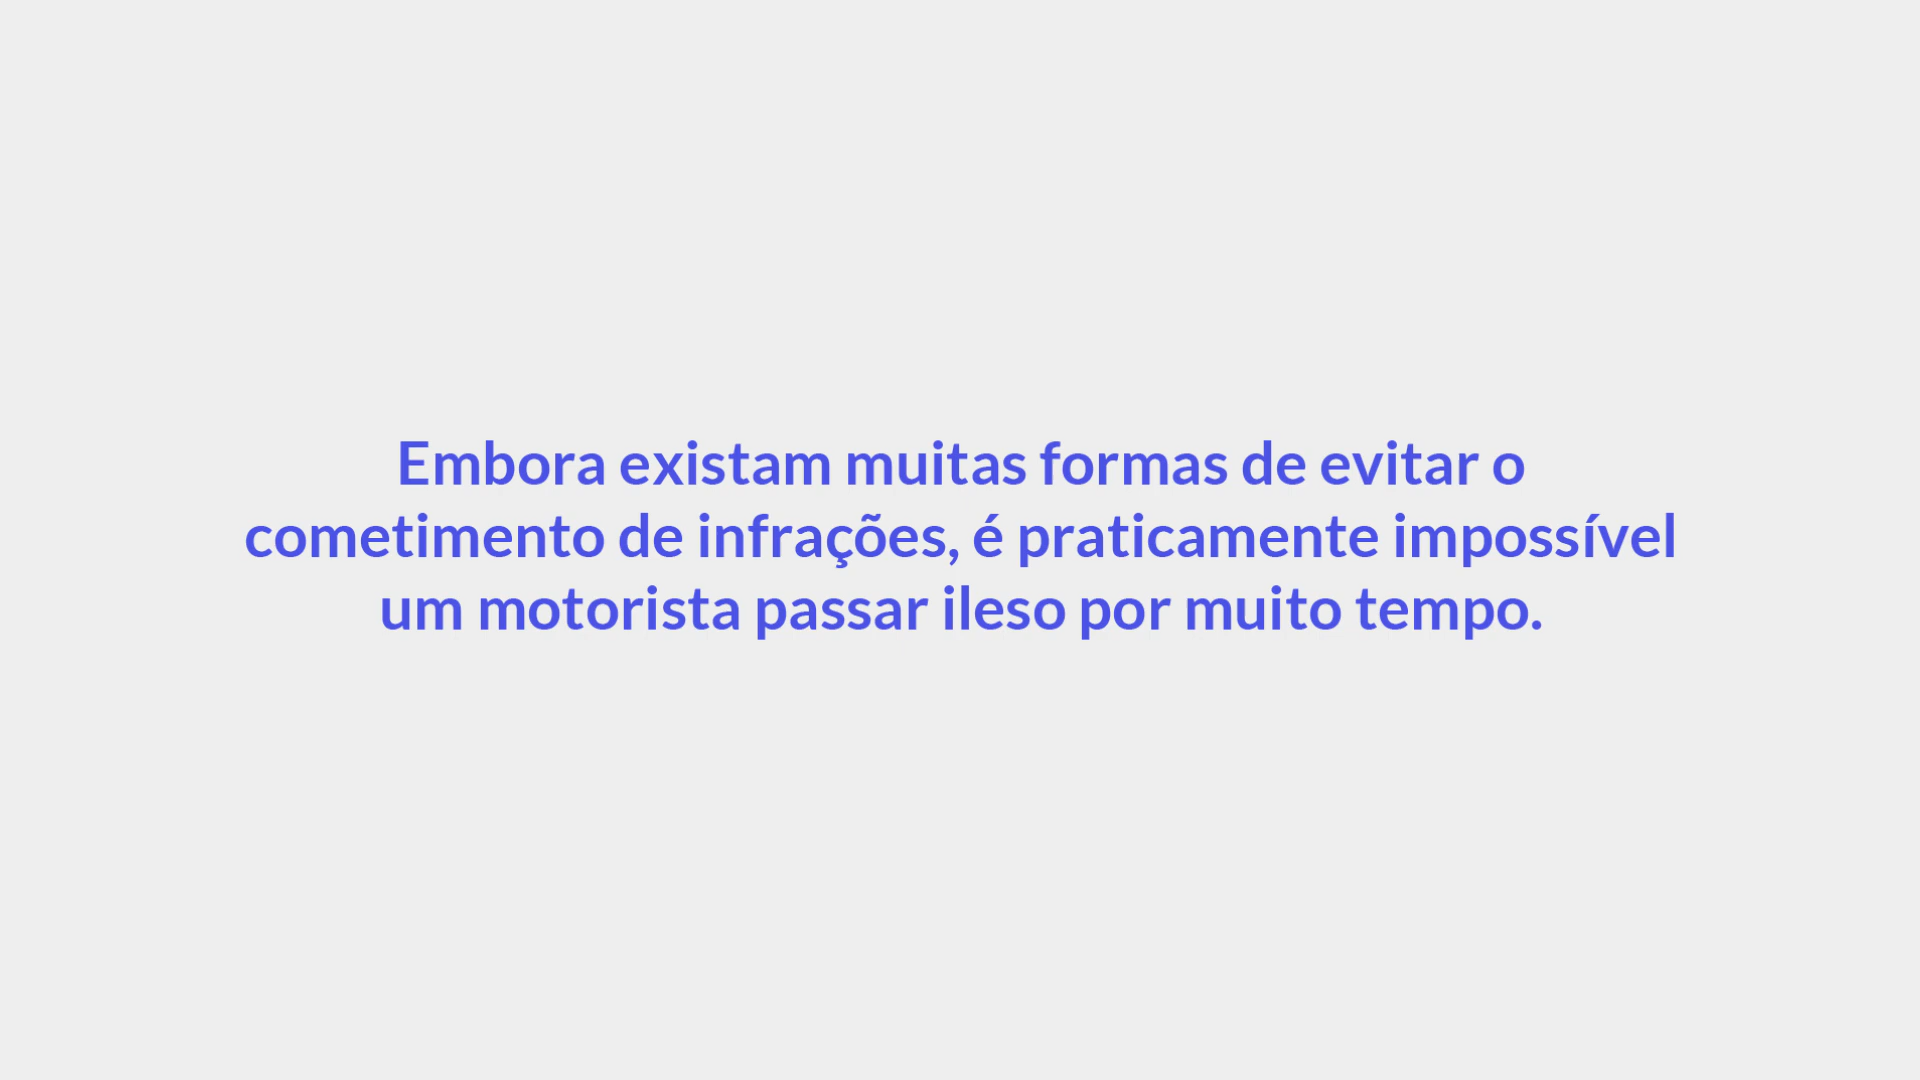 Embora existam muitas formas de evitar o
cometimento de infrações, é praticamente impossível
um motorista passar ileso por muito tempo.